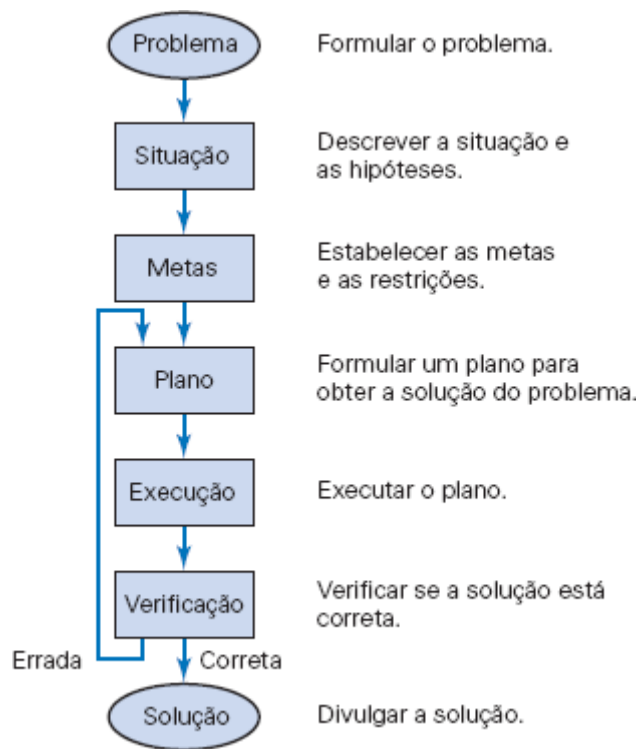 Problema
Formular o problema.
Situação
Descrever a situação e
as hipóteses.
Metas
Estabelecer as metas
e as restrições.
Plano
Formular um plano para
obter a solução do problema.
Execução
Executar o plano.
Verificação
Verificar se a solução está
correta.
Errada
Correta
Solução
Divulgar a solução.